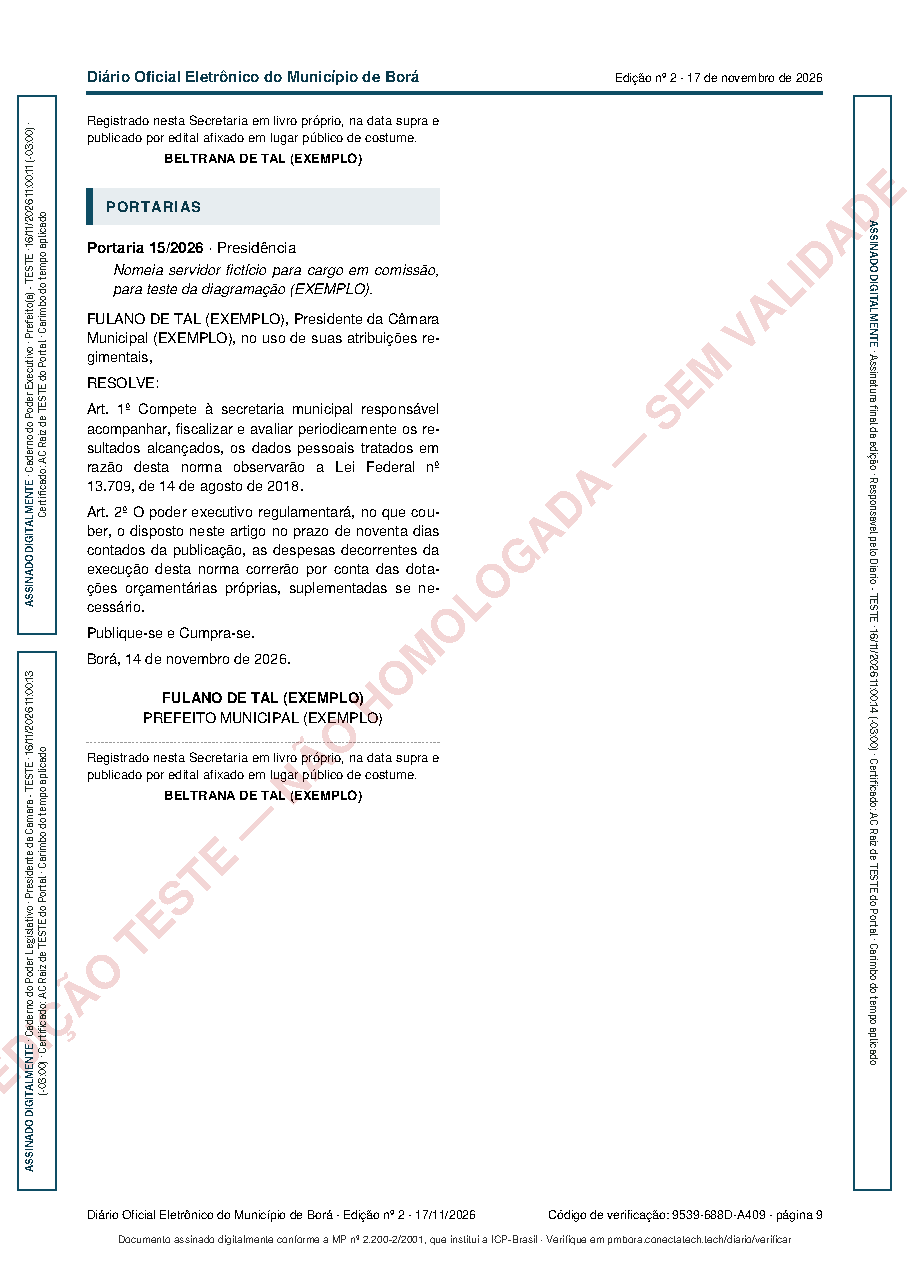 Diário Oficial Eletrônico do Município de Borá
Edição nº 2 · 17 de novembro de 2026
Registrado nesta Secretaria em livro próprio, na data supra e
publicado por edital afixado em lugar público de costume.
BELTRANA DE TAL (EXEMPLO)
PORTARIAS
Portaria 15/2026 · Presidência
Nomeia servidor fictício para cargo em comissão,
para teste da diagramação (EXEMPLO).
FULANO DE TAL (EXEMPLO), Presidente da Câmara
Municipal (EXEMPLO), no uso de suas atribuições re-
gimentais,
RESOLVE:
Art. 1º Compete à secretaria municipal responsável
acompanhar, fiscalizar e avaliar periodicamente os re-
sultados alcançados, os dados pessoais tratados em
razão desta norma observarão a Lei Federal nº
13.709, de 14 de agosto de 2018.
Art. 2º O poder executivo regulamentará, no que cou-
ber, o disposto neste artigo no prazo de noventa dias
contados da publicação, as despesas decorrentes da
execução desta norma correrão por conta das dota-
ções orçamentárias próprias, suplementadas se ne-
cessário.
Publique-se e Cumpra-se.
Borá, 14 de novembro de 2026.
FULANO DE TAL (EXEMPLO)
PREFEITO MUNICIPAL (EXEMPLO)
Registrado nesta Secretaria em livro próprio, na data supra e
publicado por edital afixado em lugar público de costume.
BELTRANA DE TAL (EXEMPLO)
ASSINADO DIGITALMENTE · Caderno do Poder Executivo · Prefeito(a) - TESTE · 16/11/2026 11:00:11 (-03:00) ·
Certificado: AC Raiz de TESTE do Portal · Carimbo do tempo aplicado
ASSINADO DIGITALMENTE · Caderno do Poder Legislativo · Presidente da Camara - TESTE · 16/11/2026 11:00:13
(-03:00) · Certificado: AC Raiz de TESTE do Portal · Carimbo do tempo aplicado
ASSINADO DIGITALMENTE · Assinatura final da edição · Responsavel pelo Diario - TESTE · 16/11/2026 11:00:14 (-03:00) · Certificado: AC Raiz de TESTE do Portal · Carimbo do tempo aplicado
EDIÇÃO TESTE — NÃO HOMOLOGADA — SEM VALIDADE
Diário Oficial Eletrônico do Município de Borá · Edição nº 2 · 17/11/2026
Código de verificação: 9539-688D-A409 · página 9
Documento assinado digitalmente conforme a MP nº 2.200-2/2001, que institui a ICP-Brasil · Verifique em pmbora.conectatech.tech/diario/verificar